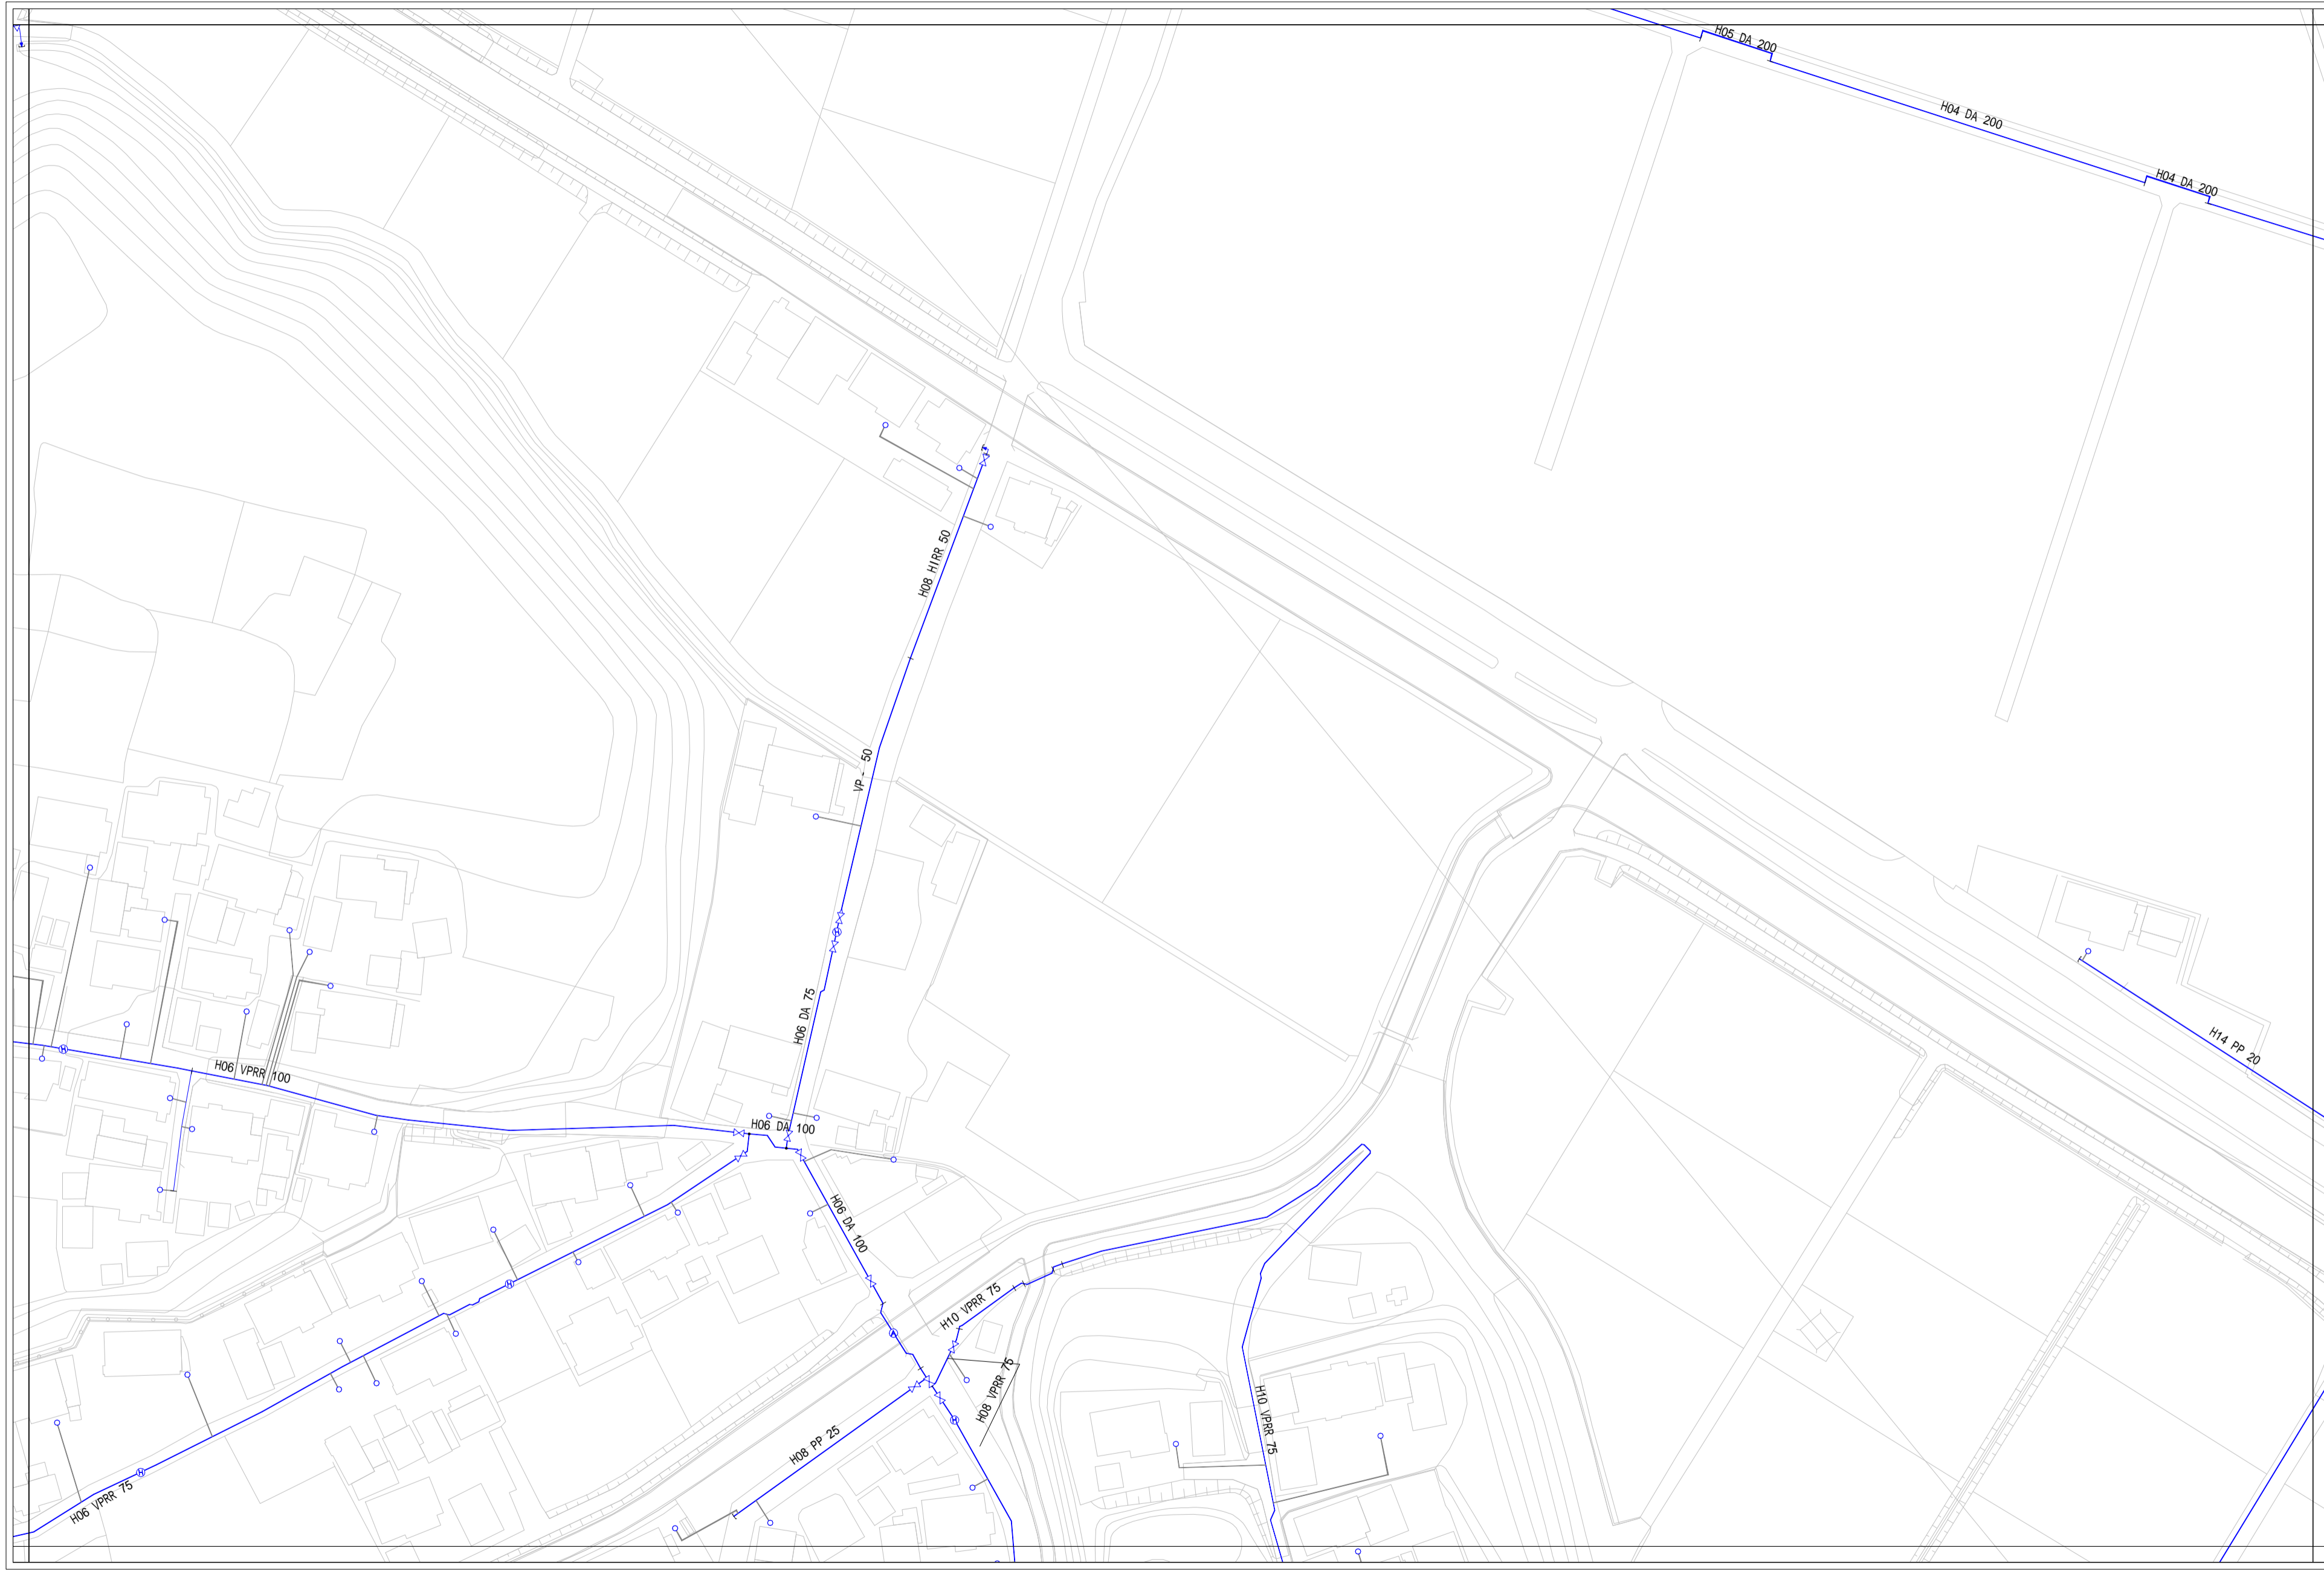 H05 DA 200
H04 DA 200
H04 DA 200
H08 HIRR 50
VP - 50
H06 DA 75
H14 PP 20
H06 VPRR 100
H06 DA 100
H06 DA 100
H10 VPRR 75
H08 VPRR 75
H10 VPRR 75
H08 PP 25
H06 VPRR 75
H
H
H
H
A
H